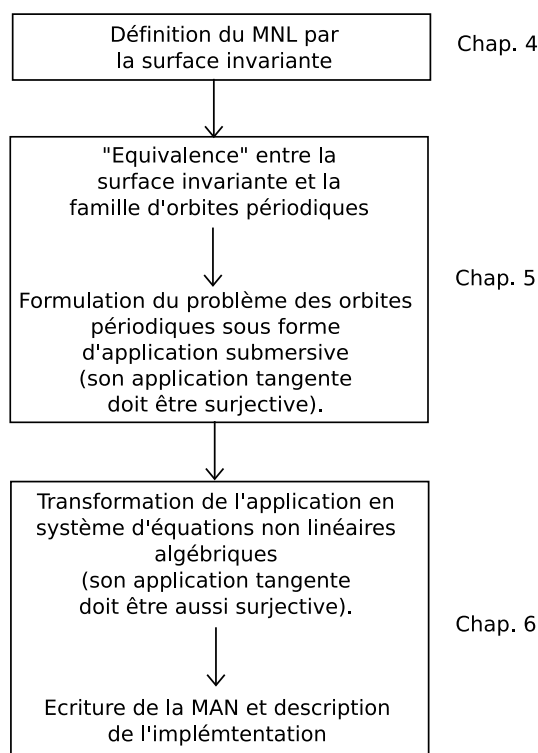 Définition du MNL par
la surface invariante
Chap. 4
"Equivalence" entre la
surface invariante et la
famille d'orbites périodiques
Formulation du problème des orbites
périodiques sous forme
d'application submersive
(son application tangente
doit être surjective).
Chap. 5
Transformation de l'application en
système d'équations non linéaires
algébriques
(son application tangente
doit être aussi surjective).
Ecriture de la MAN et description
de l'implémtentation
Chap. 6